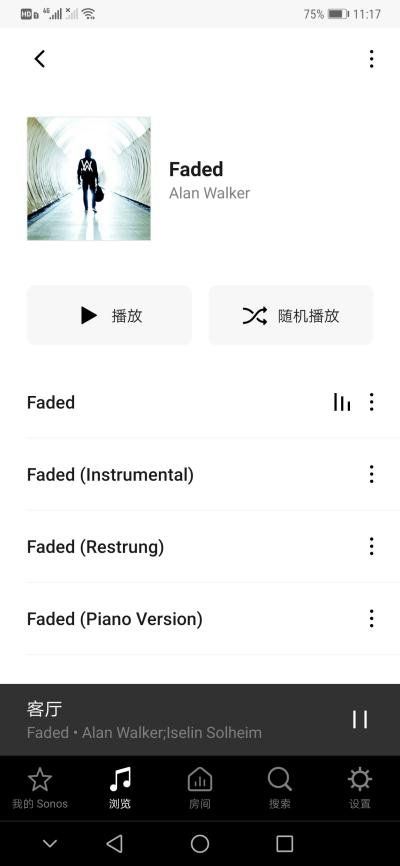 HD 1 4G 75% 11:17
Faded
Alan Walker
播放
随机播放
Faded
Faded (Instrumental)
Faded (Restrung)
Faded (Piano Version)
客厅
Faded • Alan Walker;Iselin Solheim
我的 Sonos 浏览 房间 搜索 设置